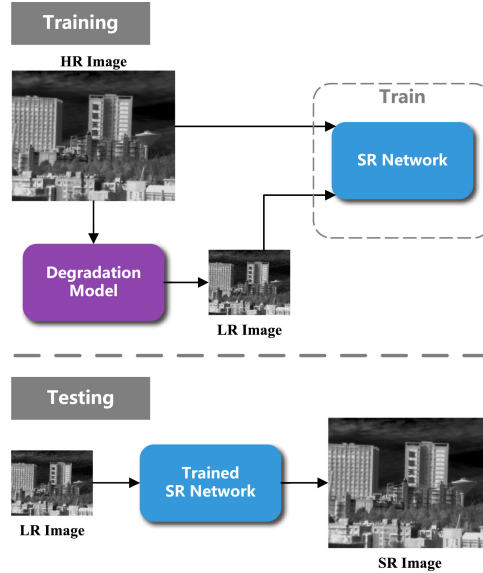 Training
HR Image
Train
SR Network
Degradation
Model
LR Image
Testing
Trained
SR Network
LR Image
SR Image